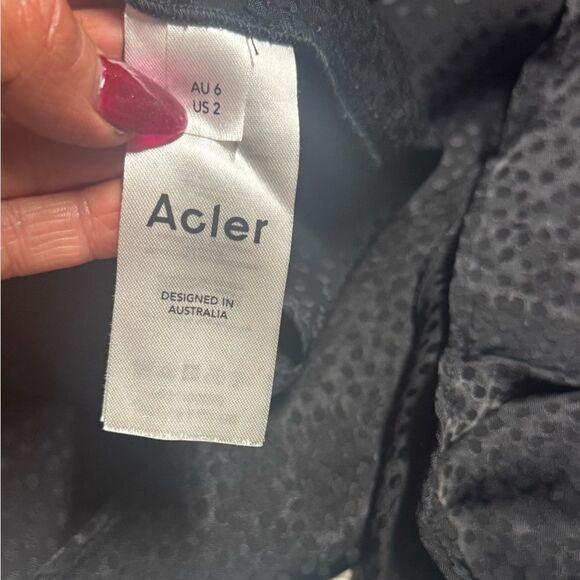 AU 6
US 2
Acler
DESIGNED IN
AUSTRALIA